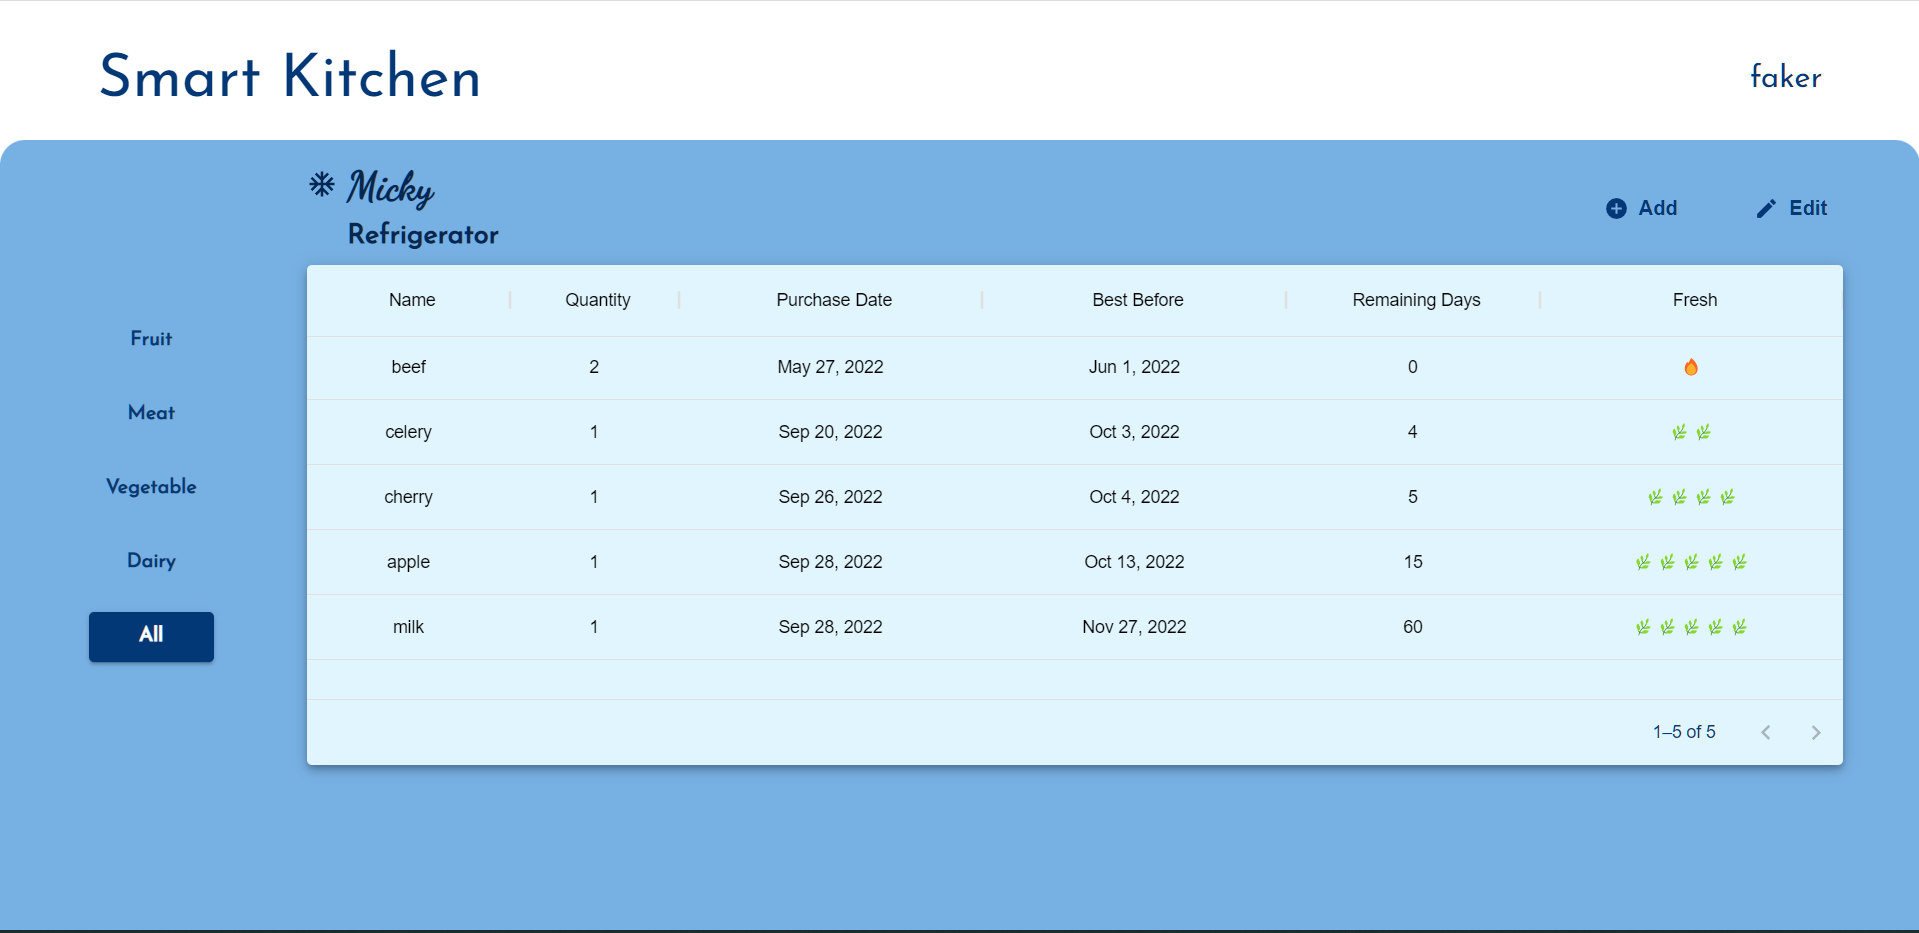 Smart Kitchen
faker
Micky
Refrigerator
Add
Edit
Fruit
Meat
Vegetable
Dairy
All
Name Quantity Purchase Date Best Before Remaining Days Fresh
beef 2 May 27, 2022 Jun 1, 2022 0
celery 1 Sep 20, 2022 Oct 3, 2022 4
cherry 1 Sep 26, 2022 Oct 4, 2022 5
apple 1 Sep 28, 2022 Oct 13, 2022 15
milk 1 Sep 28, 2022 Nov 27, 2022 60
1–5 of 5